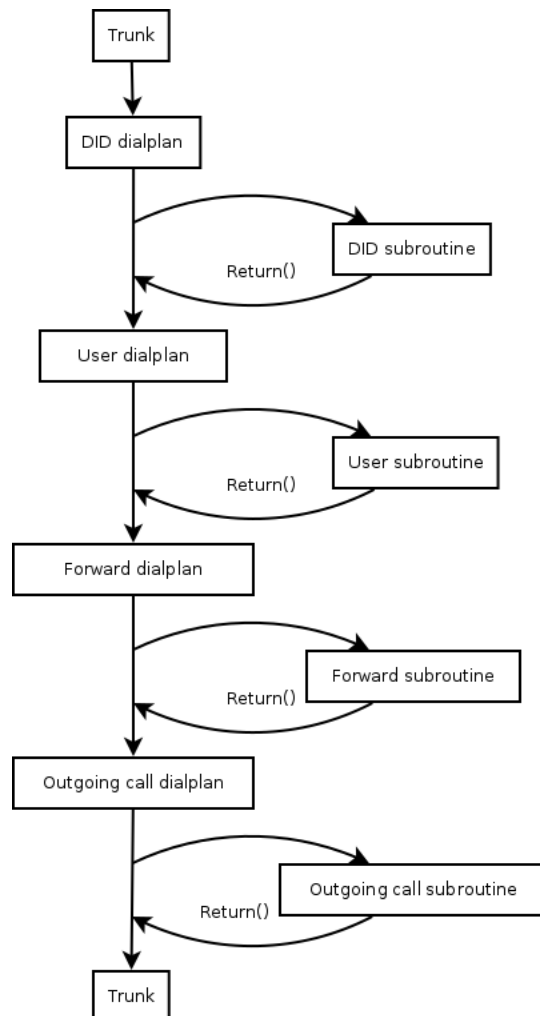 Trunk
DID dialplan
DID subroutine
Return()
User dialplan
User subroutine
Return()
Forward dialplan
Forward subroutine
Return()
Outgoing call dialplan
Outgoing call subroutine
Return()
Trunk